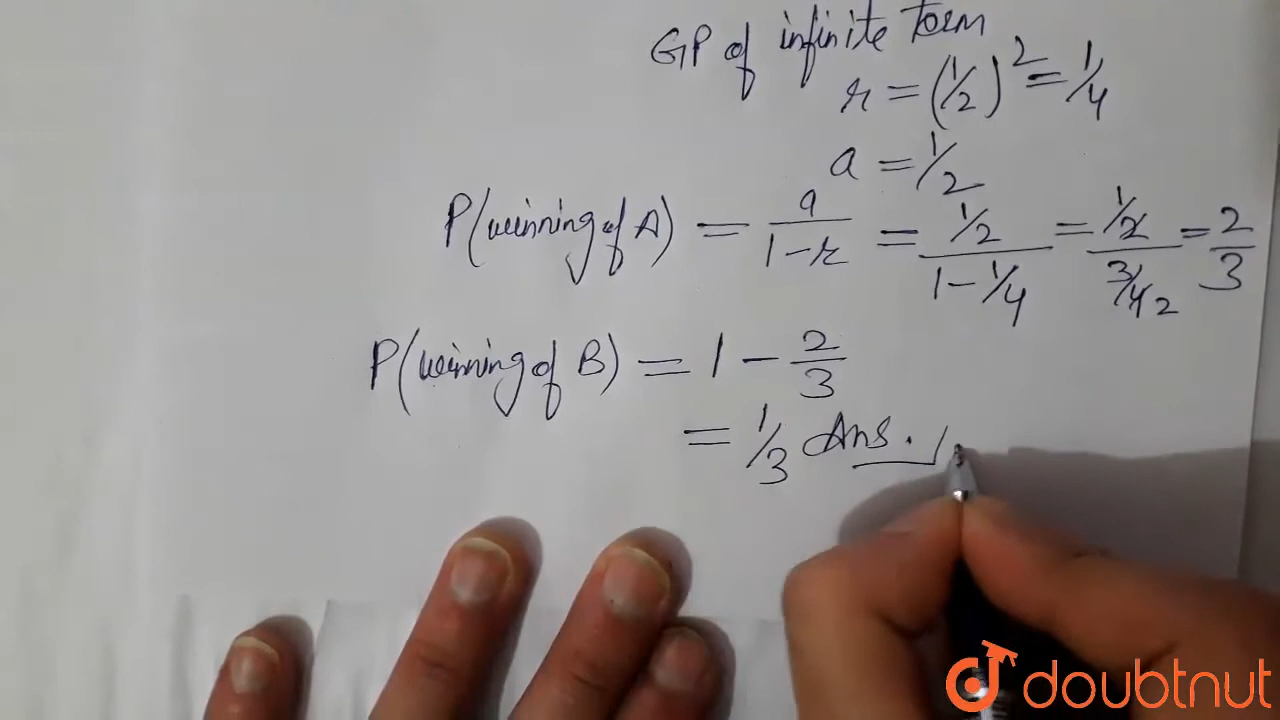 GP of infinite Term
r = (1/2)² = 1/4
a = 1/2
P(winning of A) = a/1-r = 1/2/1-1/4 = 1/2/3/4 2 = 2/3
P(winning of B) = 1 - 2/3
= 1/3 Ans.
doubtnut